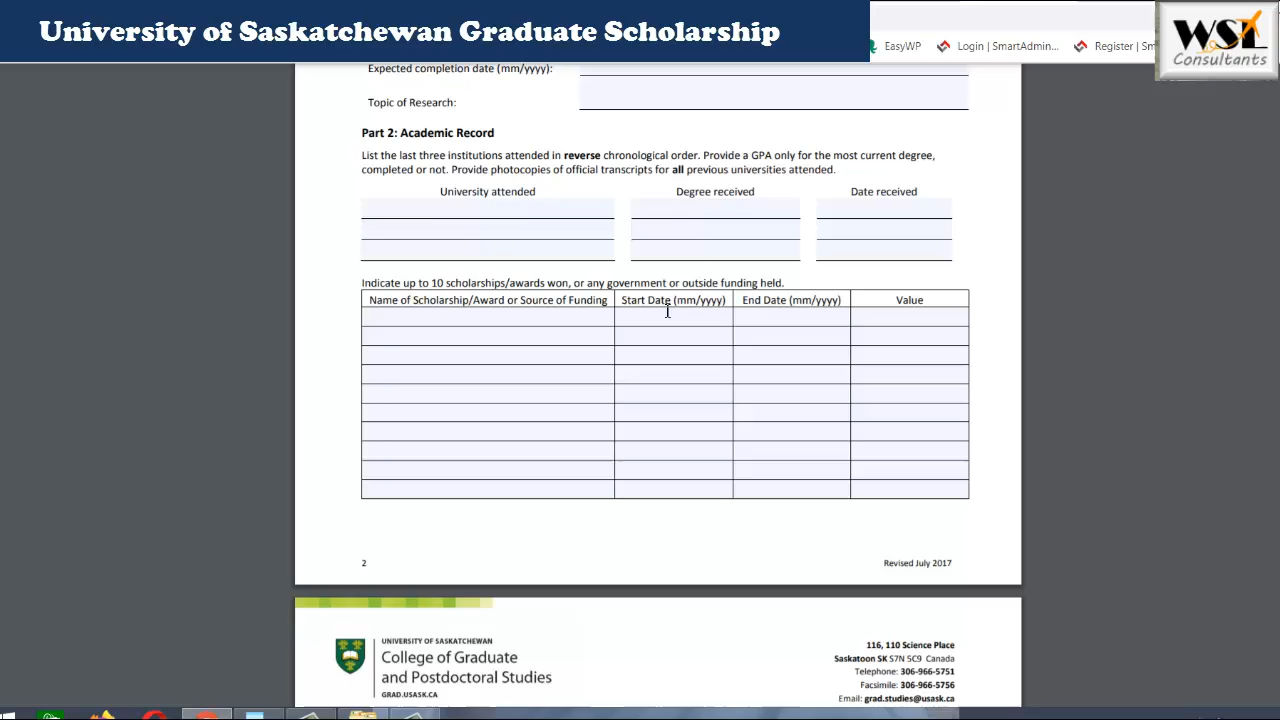 University of Saskatchewan Graduate Scholarship
EasyWP
Login | SmartAdmin...
Register | Sm
WSL
Consultants
Expected completion date (mm/yyyy):
Topic of Research:
Part 2: Academic Record
List the last three institutions attended in reverse chronological order. Provide a GPA only for the most current degree,
completed or not. Provide photocopies of official transcripts for all previous universities attended.
University attended Degree received Date received
Indicate up to 10 scholarships/awards won, or any government or outside funding held.
Name of Scholarship/Award or Source of Funding Start Date (mm/yyyy) End Date (mm/yyyy) Value
2 Revised July 2017
UNIVERSITY OF SASKATCHEWAN
College of Graduate
and Postdoctoral Studies
GRAD.USASK.CA
116, 110 Science Place
Saskatoon SK S7N 5C9 Canada
Telephone: 306-966-5751
Facsimile: 306-966-5756
Email: grad.studies@usask.ca